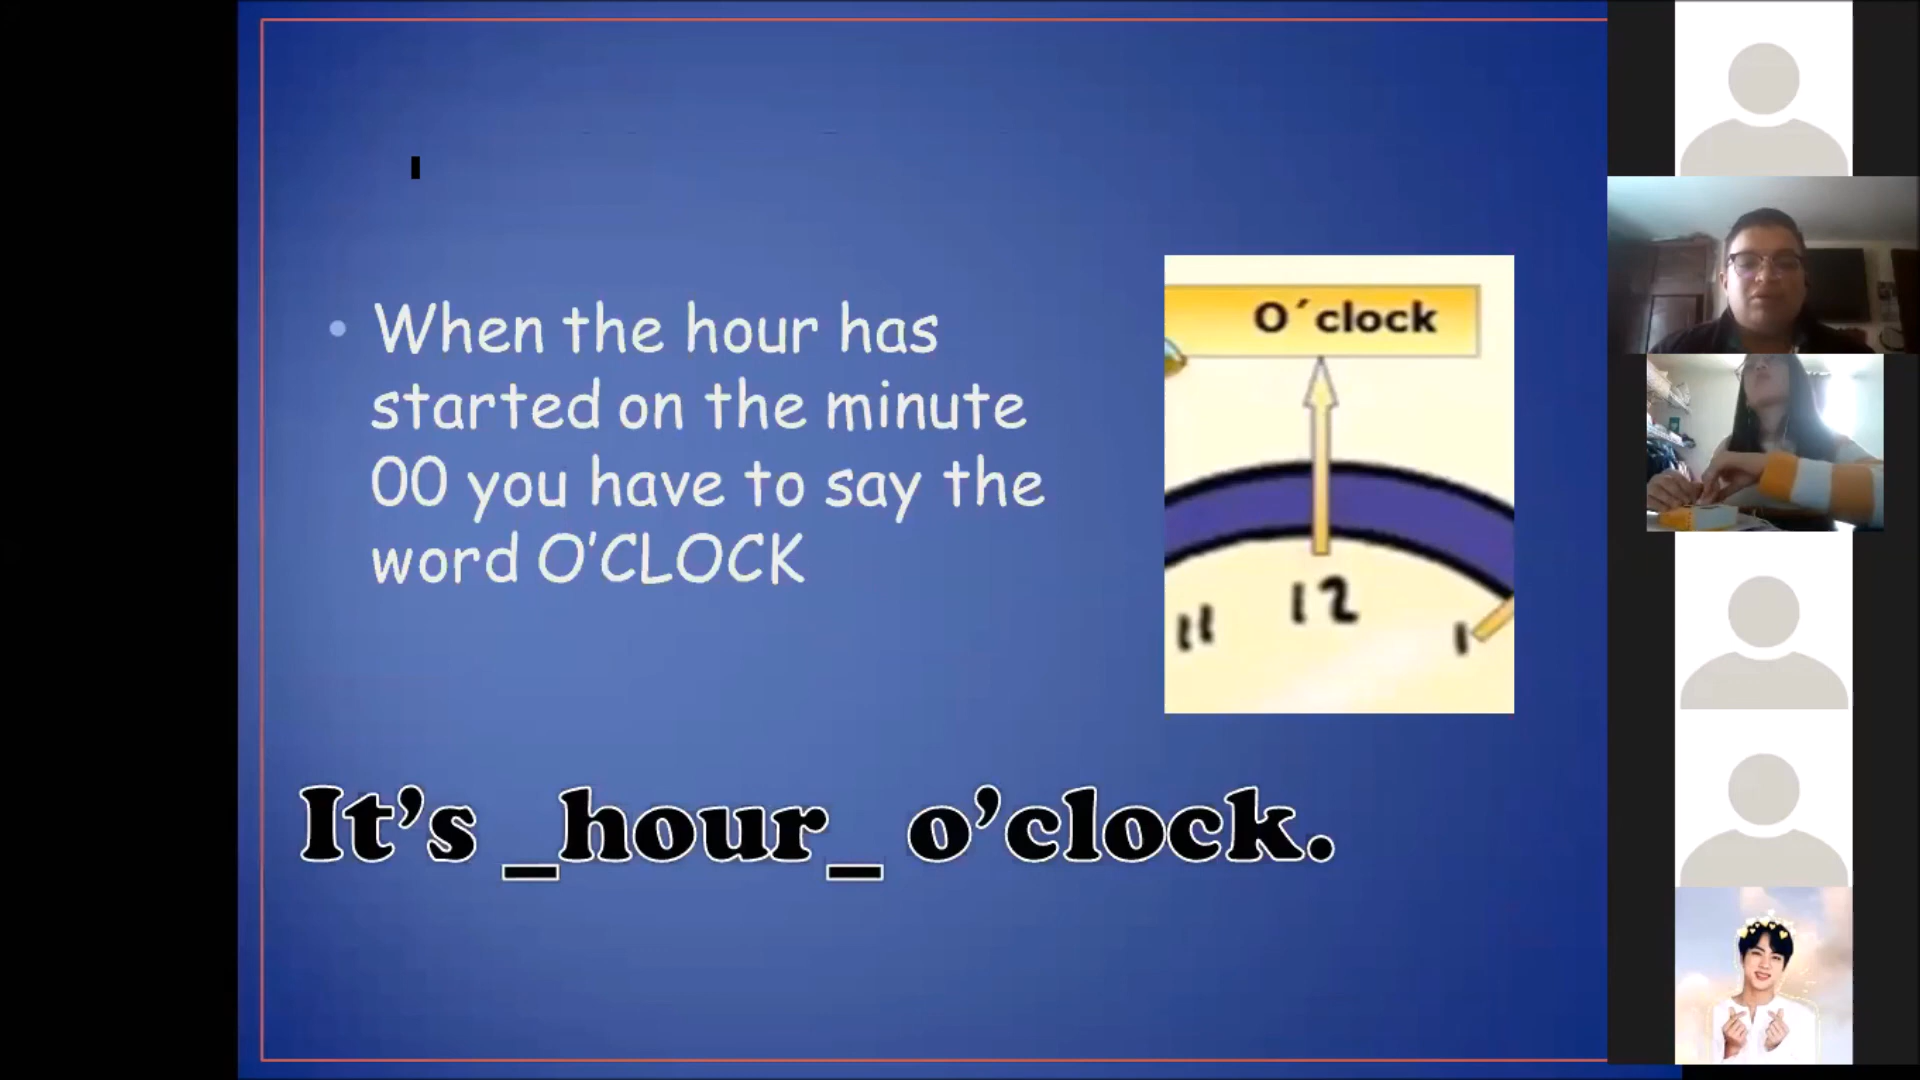 When the hour has
started on the minute
00 you have to say the
word O'CLOCK
O´clock
11 12 1
It's _hour_ o'clock.